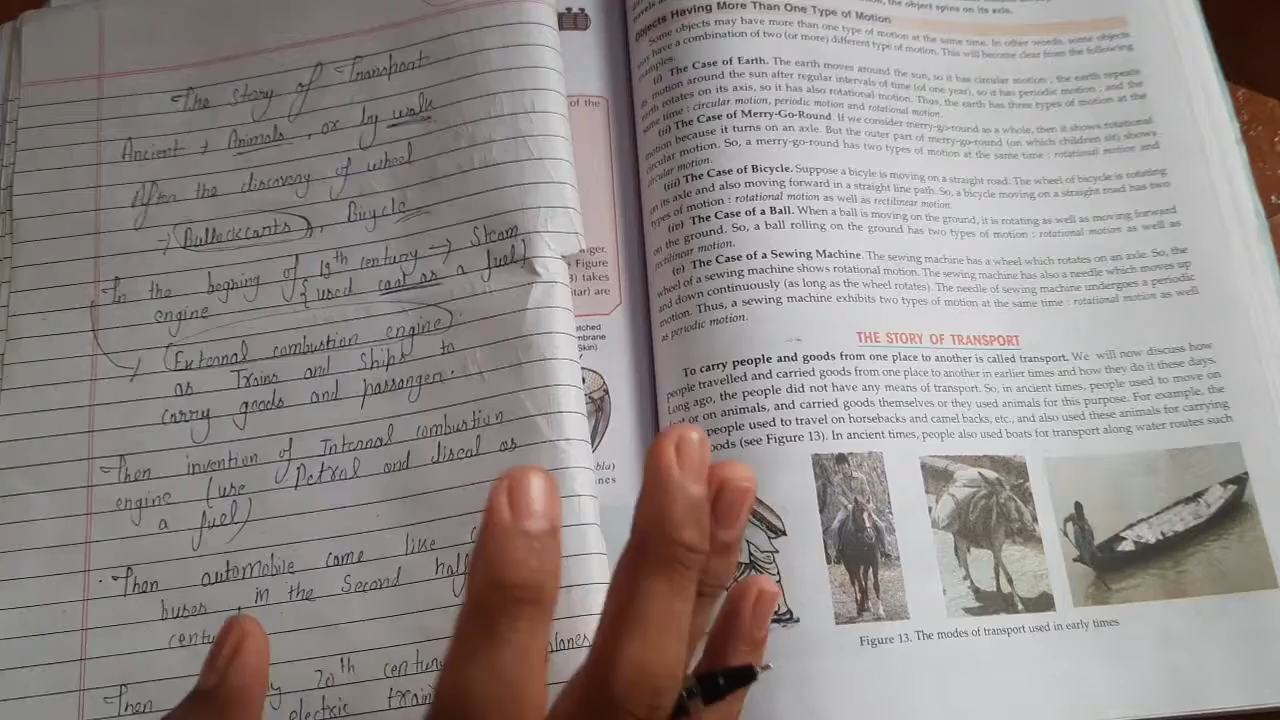 The story of Transport
Ancient → Animals, or by walk
After the discovery of wheel
→ Bullockcarts, Bicycle
In the begning of 19th century → Steam
engine { used coal as a fuel }
→ (External combustion engine)
as Trains and Ships to
carry goods and passanger.
Then invention of Internal combustion
engine (use Petral and diseal as
a fuel)
Then automobile came like
buses in the Second half
centu
Then 20th century planes
electric train
of the
the object spins on its axis.
Objects Having More Than One Type of Motion
Some objects may have more than one type of motion at the same time. In other words, some objects
may have a combination of two (or more) different type of motion. This will become clear from the following
examples.
(i) The Case of Earth. The earth moves around the sun, so it has circular motion; the earth repeats
its motion around the sun after regular intervals of time (of one year), so it has periodic motion; and the
earth rotates on its axis, so it has also rotational motion. Thus, the earth has three types of motion at the
same time : circular motion, periodic motion and rotational motion.
(ii) The Case of Merry-Go-Round. If we consider merry-go-round as a whole, then it shows rotational
motion because it turns on an axle. But the outer part of merry-go-round (on which children sit) shows
circular motion. So, a merry-go-round has two types of motion at the same time : rotational motion and
circular motion.
(iii) The Case of Bicycle. Suppose a bicyle is moving on a straight road. The wheel of bicycle is rotating
on its axle and also moving forward in a straight line path. So, a bicycle moving on a straight road has two
types of motion : rotational motion as well as rectilinear motion.
(iv) The Case of a Ball. When a ball is moving on the ground, it is rotating as well as moving forward
on the ground. So, a ball rolling on the ground has two types of motion : rotational motion as well as
rectilinear motion.
(v) The Case of a Sewing Machine. The sewing machine has a wheel which rotates on an axle. So, the
wheel of a sewing machine shows rotational motion. The sewing machine has also a needle which moves up
and down continuously (as long as the wheel rotates). The needle of sewing machine undergoes a periodic
motion. Thus, a sewing machine exhibits two types of motion at the same time : rotational motion as well
as periodic motion.
Figure
takes
are
THE STORY OF TRANSPORT
To carry people and goods from one place to another is called transport. We will now discuss how
people travelled and carried goods from one place to another in earlier times and how they do it these days.
Long ago, the people did not have any means of transport. So, in ancient times, people used to move on
or on animals, and carried goods themselves or they used animals for this purpose. For example, the
people used to travel on horsebacks and camel backs, etc., and also used these animals for carrying
oods (see Figure 13). In ancient times, people also used boats for transport along water routes such
Figure 13. The modes of transport used in early times